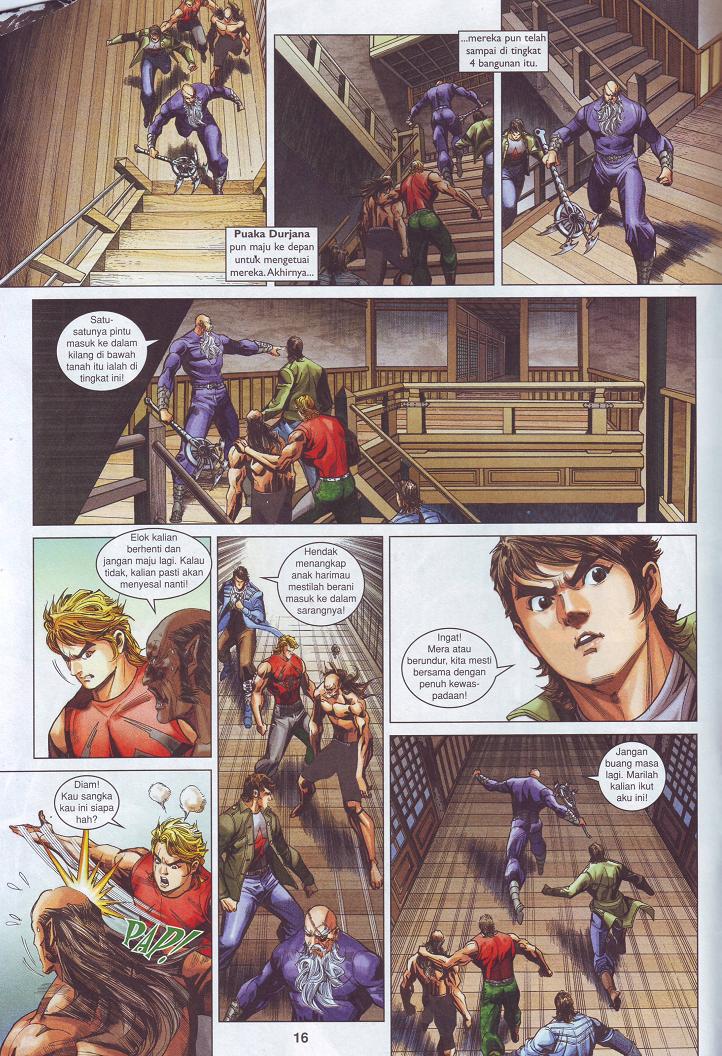 Puaka Durjana
pun maju ke depan
untuk mengetuai
mereka. Akhirnya...
...mereka pun telah
sampai di tingkat
4 bangunan itu.
Satu-
satunya pintu
masuk ke dalam
kilang di bawah
tanah itu ialah di
tingkat ini!
Elok kalian
berhenti dan
jangan maju lagi. Kalau
tidak, kalian pasti akan
menyesal nanti!
Diam!
Kau sangka
kau ini siapa
hah?
PAP!
Hendak
menangkap
anak harimau
mestilah berani
masuk ke dalam
sarangnya!
Ingat!
Mera atau
berundur, kita mesti
bersama dengan
penuh kewas-
padaan!
Jangan
buang masa
lagi. Marilah
kalian ikut
aku ini!
16